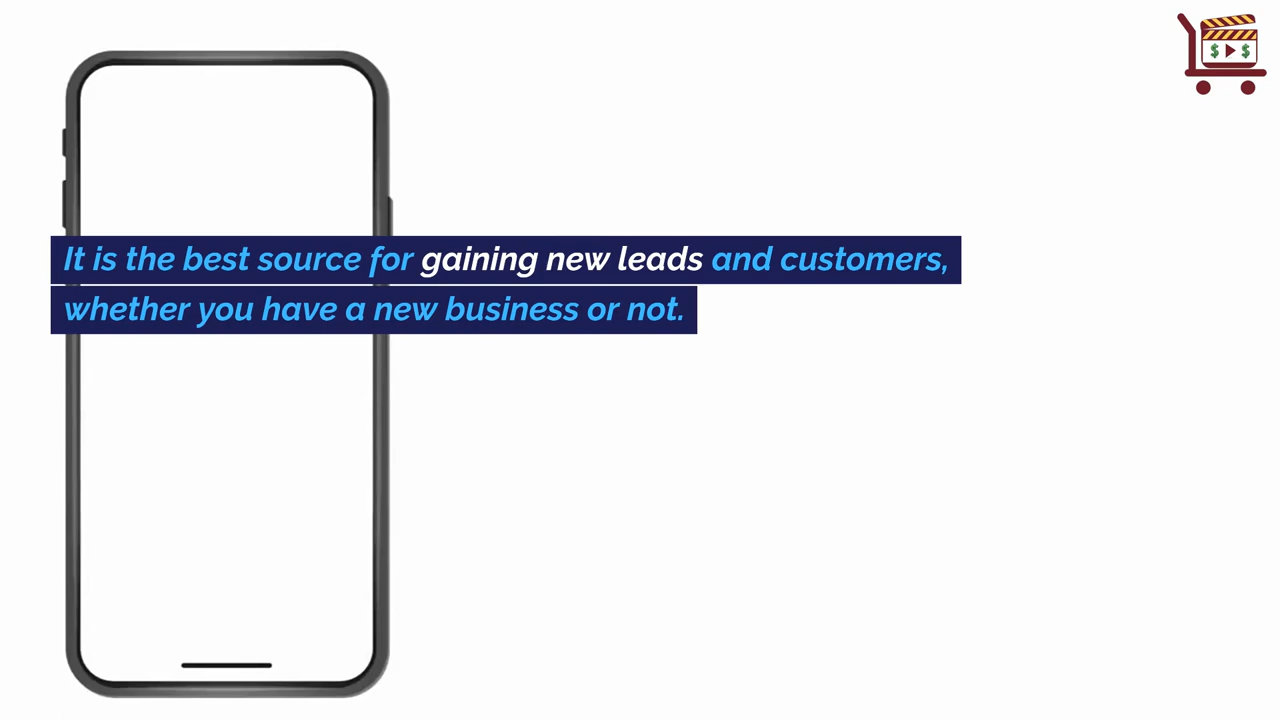 It is the best source for gaining new leads and customers,
whether you have a new business or not.
$ $